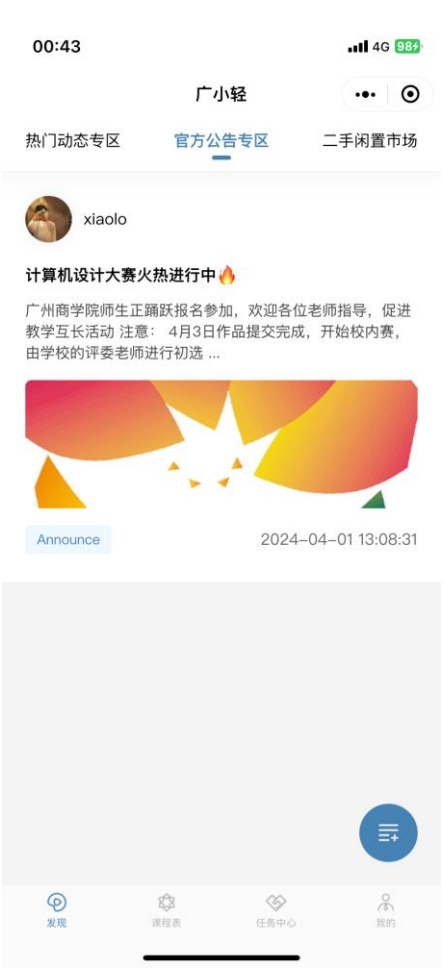 00:43
4G 98
广小轻
热门动态专区
官方公告专区
二手闲置市场
xiaolo
计算机设计大赛火热进行中🔥
广州商学院师生正踊跃报名参加，欢迎各位老师指导，促进
教学互长活动 注意： 4月3日作品提交完成，开始校内赛，
由学校的评委老师进行初选 ...
Announce
2024-04-01 13:08:31
发现
课程表
任务中心
我的